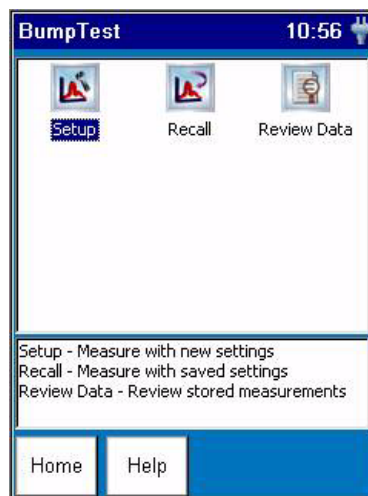 BumpTest 10:56
Setup Recall Review Data
Setup - Measure with new settings
Recall - Measure with saved settings
Review Data - Review stored measurements
Home Help